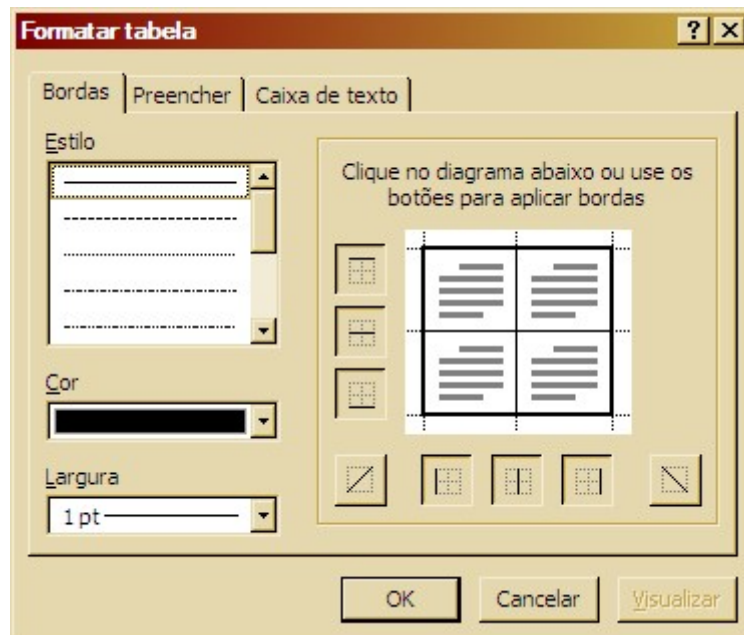 Formatar tabela
Bordas
Preencher
Caixa de texto
Estilo
Clique no diagrama abaixo ou use os
botões para aplicar bordas
Cor
Largura
1 pt
OK
Cancelar
Visualizar